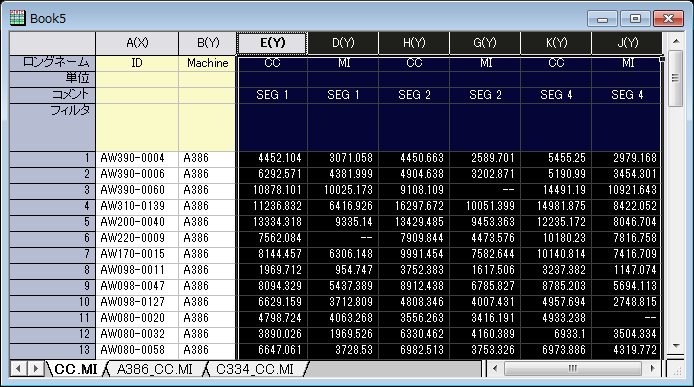 Book5
A(X) B(Y) E(Y) D(Y) H(Y) G(Y) K(Y) J(Y)
ロングネーム ID Machine CC MI CC MI CC MI
単位
コメント SEG 1 SEG 1 SEG 2 SEG 2 SEG 4 SEG 4
フィルタ
1 AW390-0004 A386 4452.104 3071.058 4450.663 2589.701 5455.25 2979.168
2 AW390-0006 A386 6292.571 4381.999 4904.638 3202.871 5190.99 3454.301
3 AW390-0060 A386 10878.101 10025.173 9108.109 -- 14491.19 10921.643
4 AW310-0139 A386 11236.832 6416.926 16297.672 10051.399 14981.875 8422.052
5 AW200-0040 A386 13334.318 9335.14 13429.485 9453.363 12235.172 8046.704
6 AW220-0009 A386 7562.084 -- 7909.844 4473.576 10180.23 7816.758
7 AW170-0015 A386 8144.457 6306.148 9991.454 7582.644 10140.814 7416.709
8 AW098-0011 A386 1969.712 954.747 3752.383 1617.506 3237.382 1147.074
9 AW098-0047 A386 8094.329 5437.389 8912.438 6785.827 8785.203 5694.113
10 AW098-0127 A386 6629.159 3712.809 4808.346 4007.431 4957.694 2748.815
11 AW080-0020 A386 4798.724 4063.268 3556.263 3416.191 4933.238 --
12 AW080-0032 A386 3890.026 1969.526 6330.462 4160.389 6933.1 3504.334
13 AW080-0058 A386 6647.061 3728.53 6982.513 3753.326 6973.886 4319.772
CC.MI A386_CC.MI C334_CC.MI